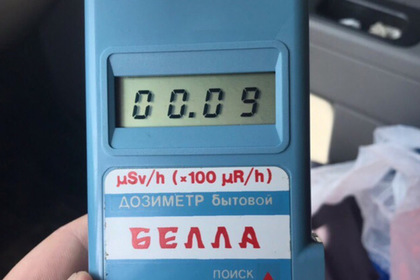 00.09
µSv/h (×100 µR/h)
ДОЗИМЕТР бытовой
БЕЛЛА
ПОИСК